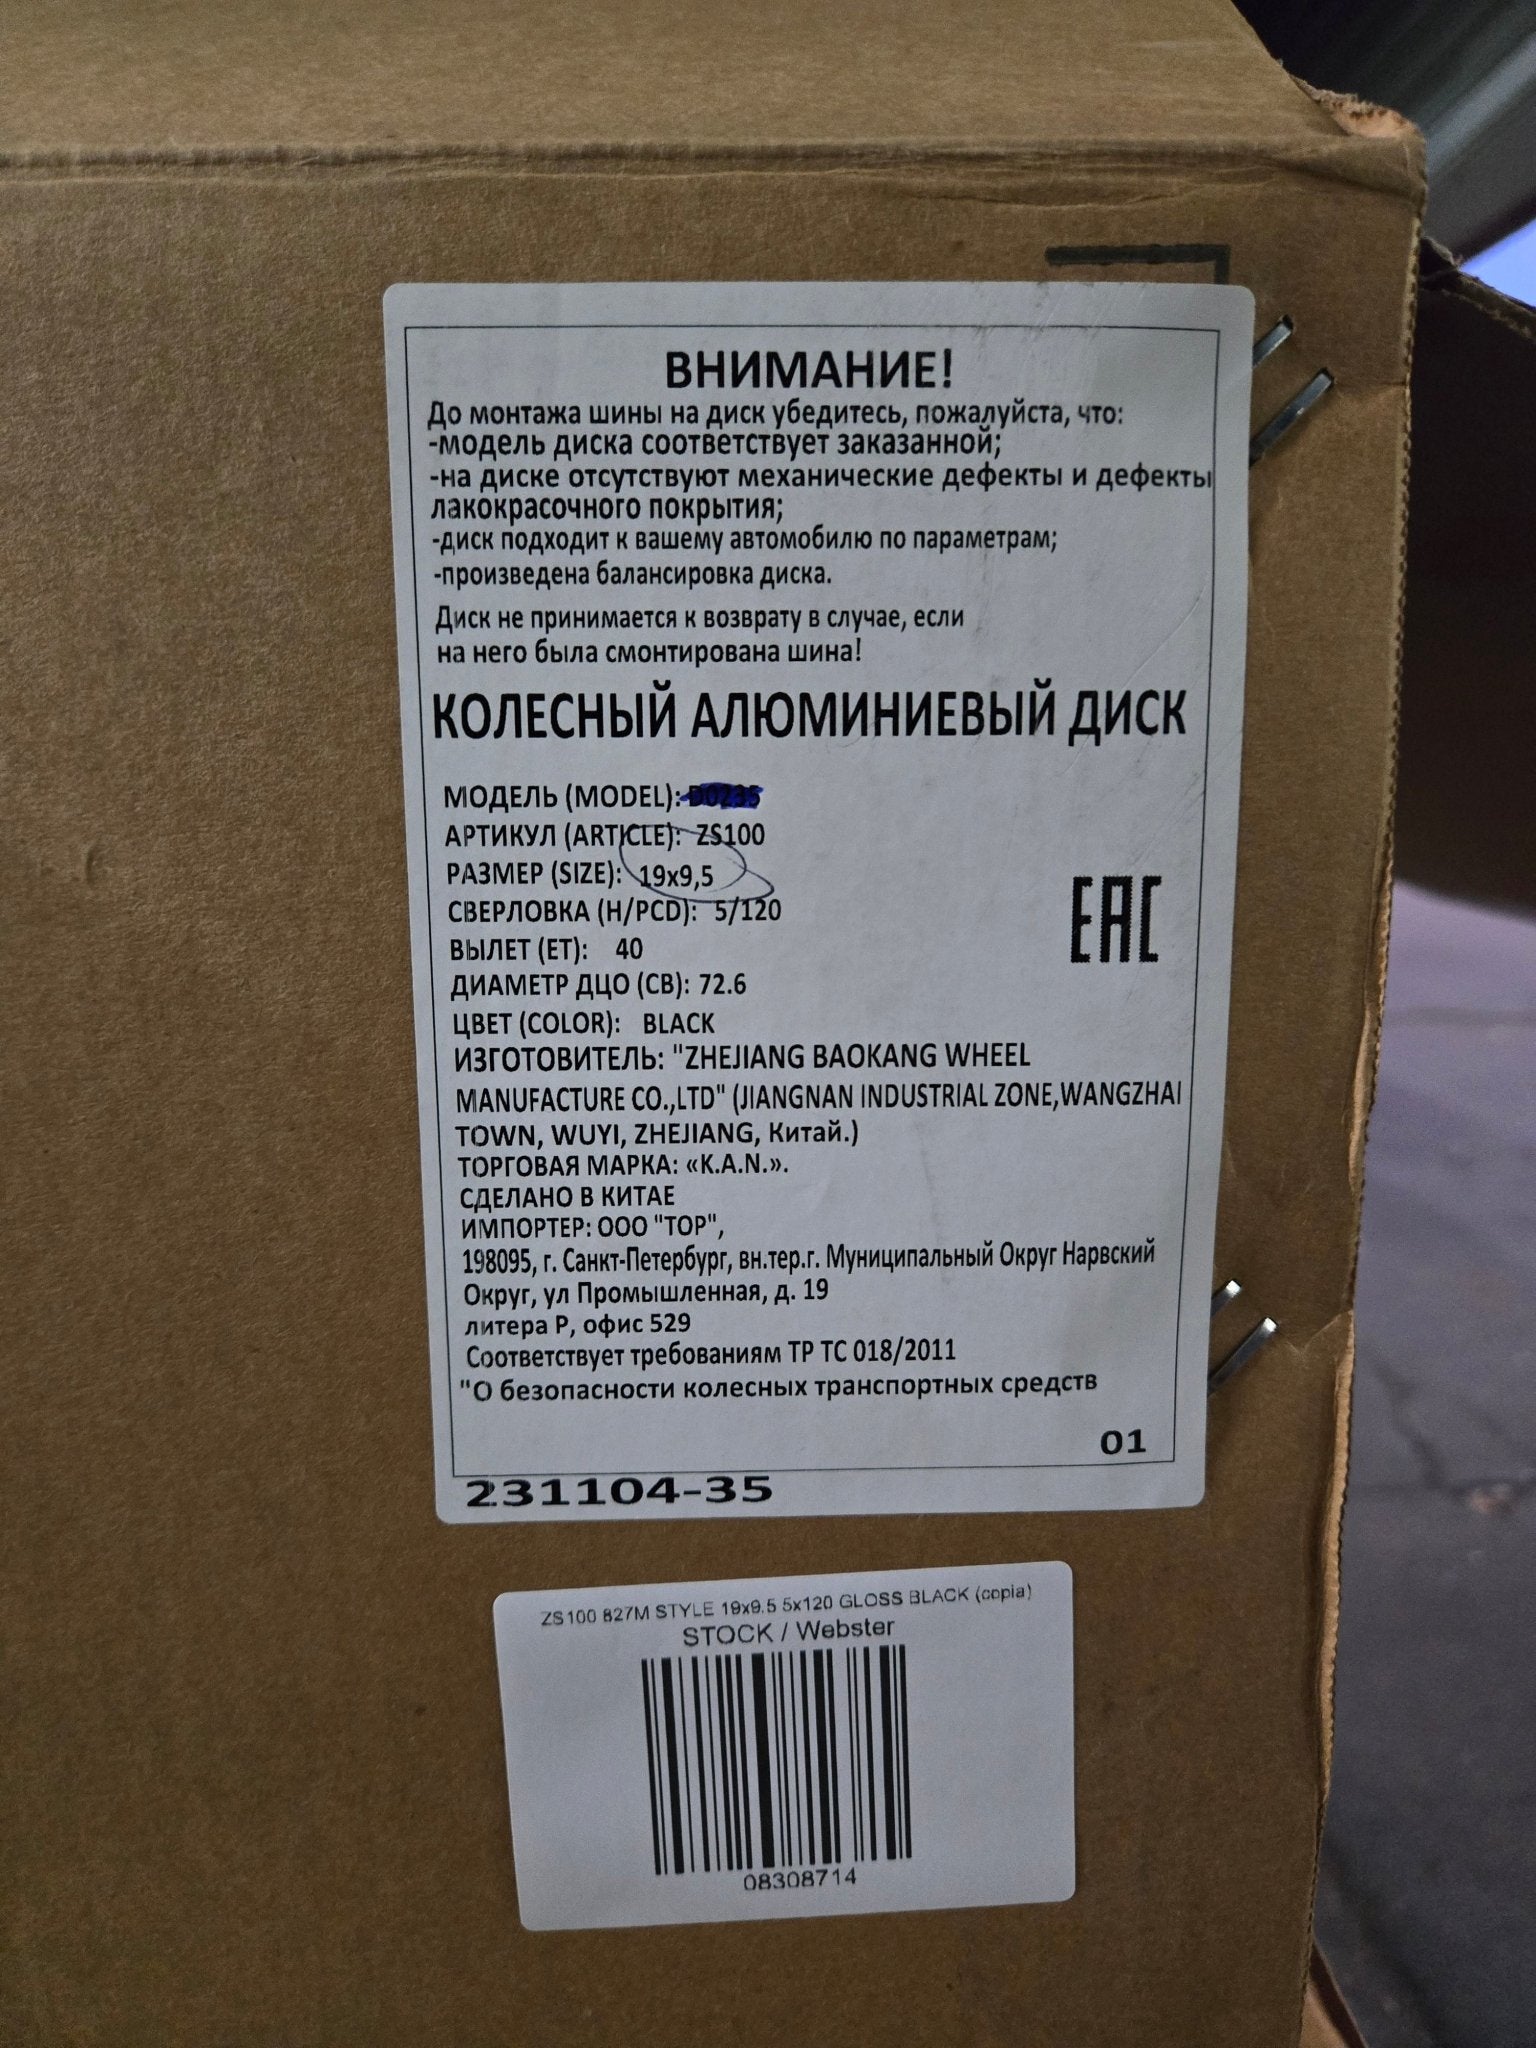 ВНИМАНИЕ!
До монтажа шины на диск убедитесь, пожалуйста, что:
-модель диска соответствует заказанной;
-на диске отсутствуют механические дефекты и дефекты
лакокрасочного покрытия;
-диск подходит к вашему автомобилю по параметрам;
-произведена балансировка диска.
Диск не принимается к возврату в случае, если
на него была смонтирована шина!
КОЛЕСНЫЙ АЛЮМИНИЕВЫЙ ДИСК
МОДЕЛЬ (MODEL):
АРТИКУЛ (ARTICLE): ZS100
РАЗМЕР (SIZE): 19x9,5
СВЕРЛОВКА (H/PCD): 5/120
ВЫЛЕТ (ET): 40
ДИАМЕТР ДЦО (CB): 72.6
ЦВЕТ (COLOR): BLACK
ИЗГОТОВИТЕЛЬ: "ZHEJIANG BAOKANG WHEEL
MANUFACTURE CO.,LTD" (JIANGNAN INDUSTRIAL ZONE,WANGZHAI
TOWN, WUYI, ZHEJIANG, Китай.)
ТОРГОВАЯ МАРКА: «K.A.N.».
СДЕЛАНО В КИТАЕ
ИМПОРТЕР: ООО "ТОР",
198095, г. Санкт-Петербург, вн.тер.г. Муниципальный Округ Нарвский
Округ, ул Промышленная, д. 19
литера Р, офис 529
Соответствует требованиям ТР ТС 018/2011
"О безопасности колесных транспортных средств
EAC
01
231104-35
ZS100 827M STYLE 19x9.5 5x120 GLOSS BLACK (copia)
STOCK / Webster
08308714